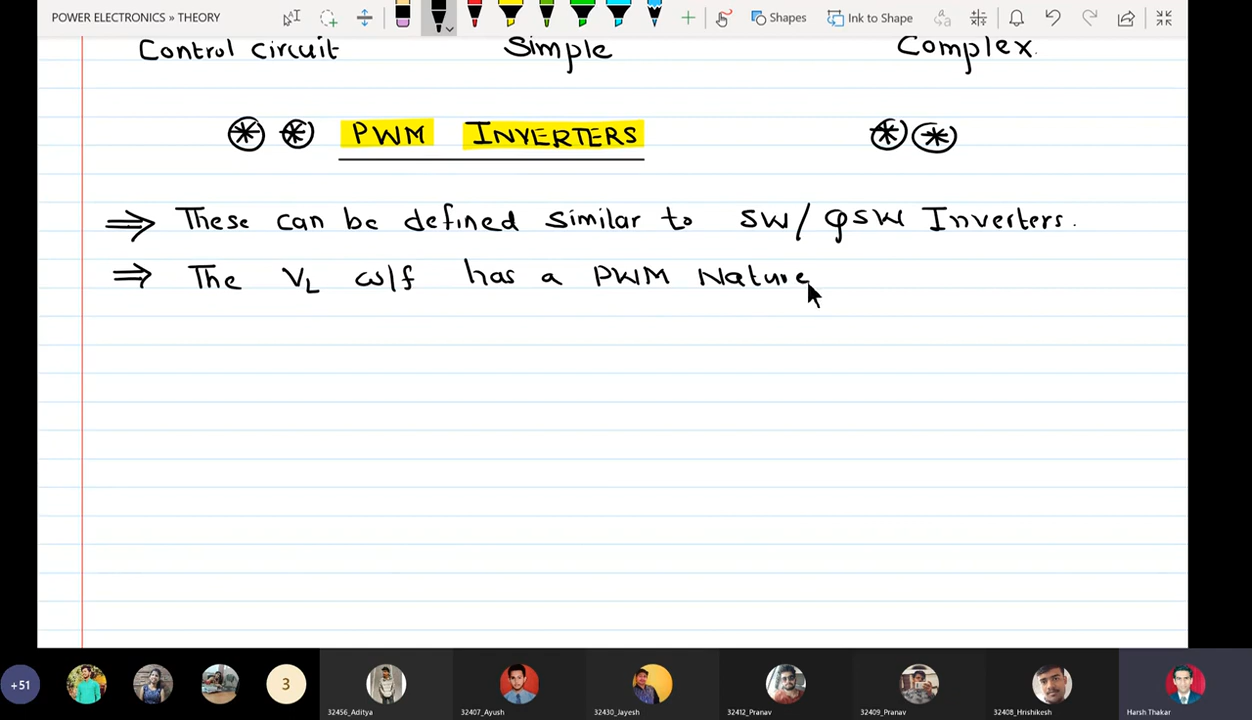 POWER ELECTRONICS » THEORY
Shapes
Ink to Shape
Control circuit Simple Complex.
PWM INVERTERS
⇒ These can be defined similar to SW/QSW Inverters.
⇒ The VL w/f has a PWM Nature
+51
3
32456_Aditya
32407_Ayush
32430_Jayesh
32412_Pranav
32409_Pranav
32408_Hrishikesh
Harsh Thakar